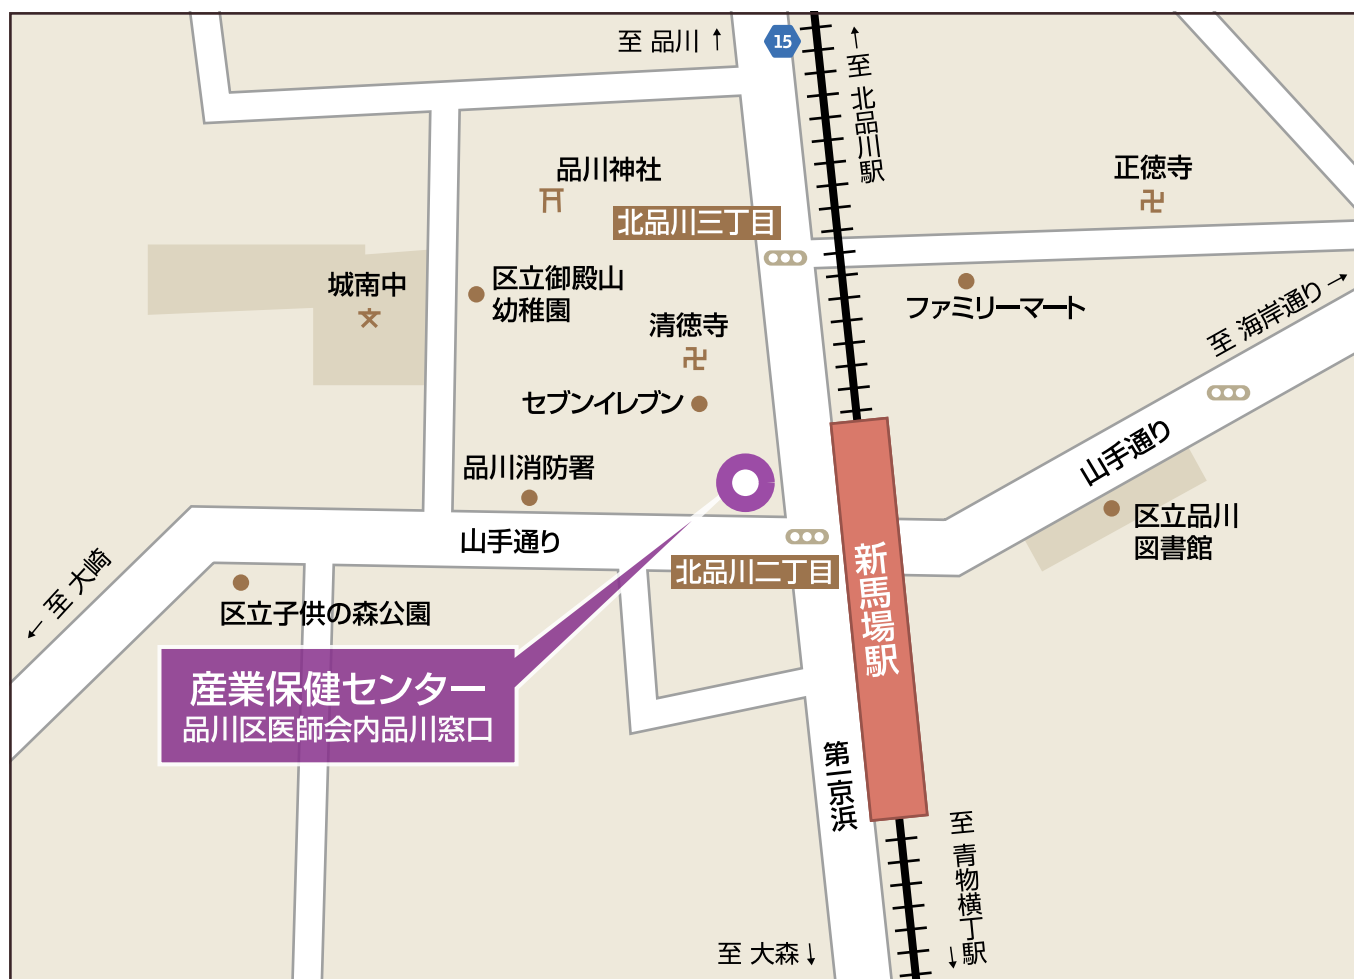 至 品川 ↑
15
↑ 至 北品川駅
品川神社
正徳寺
北品川三丁目
城南中
区立御殿山
幼稚園
ファミリーマート
至 海岸通り →
清徳寺
セブンイレブン
山手通り
品川消防署
区立品川
図書館
山手通り
北品川二丁目
新馬場駅
← 至 大崎
区立子供の森公園
産業保健センター
品川区医師会内品川窓口
第一京浜
至 青物横丁駅 ↓
至 大森 ↓